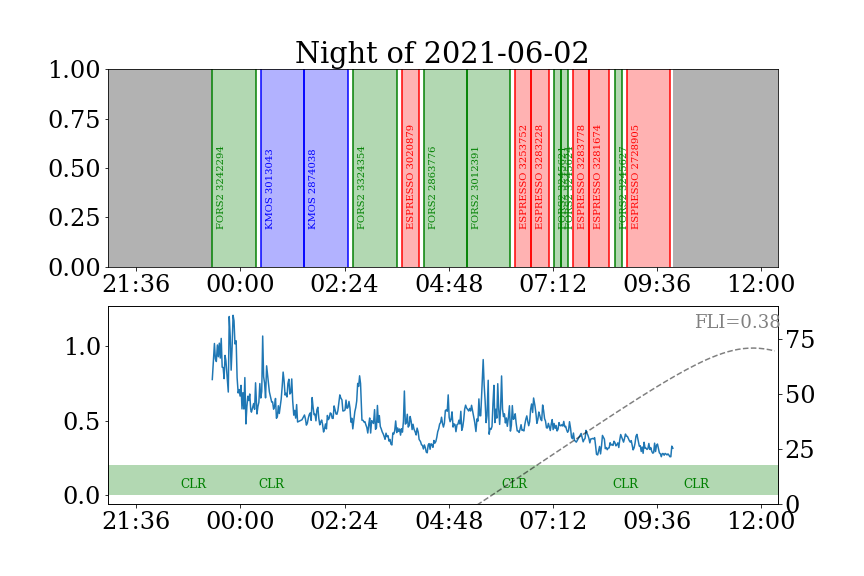 Night of 2021-06-02
1.00
0.75
0.50
0.25
0.00
FORS2 3242294
KMOS 3013043
KMOS 2874038
FORS2 3324354
ESPRESSO 3020879
FORS2 2863776
FORS2 3012391
ESPRESSO 3253752
ESPRESSO 3283228
FORS2
FORS2
ESPRESSO 3283778
ESPRESSO 3281674
FORS2 3245627
ESPRESSO 2728905
21:36
00:00
02:24
04:48
07:12
09:36
12:00
FLI=0.38
1.0
0.5
0.0
75
50
25
0
CLR
CLR
CLR
CLR
CLR
21:36
00:00
02:24
04:48
07:12
09:36
12:00